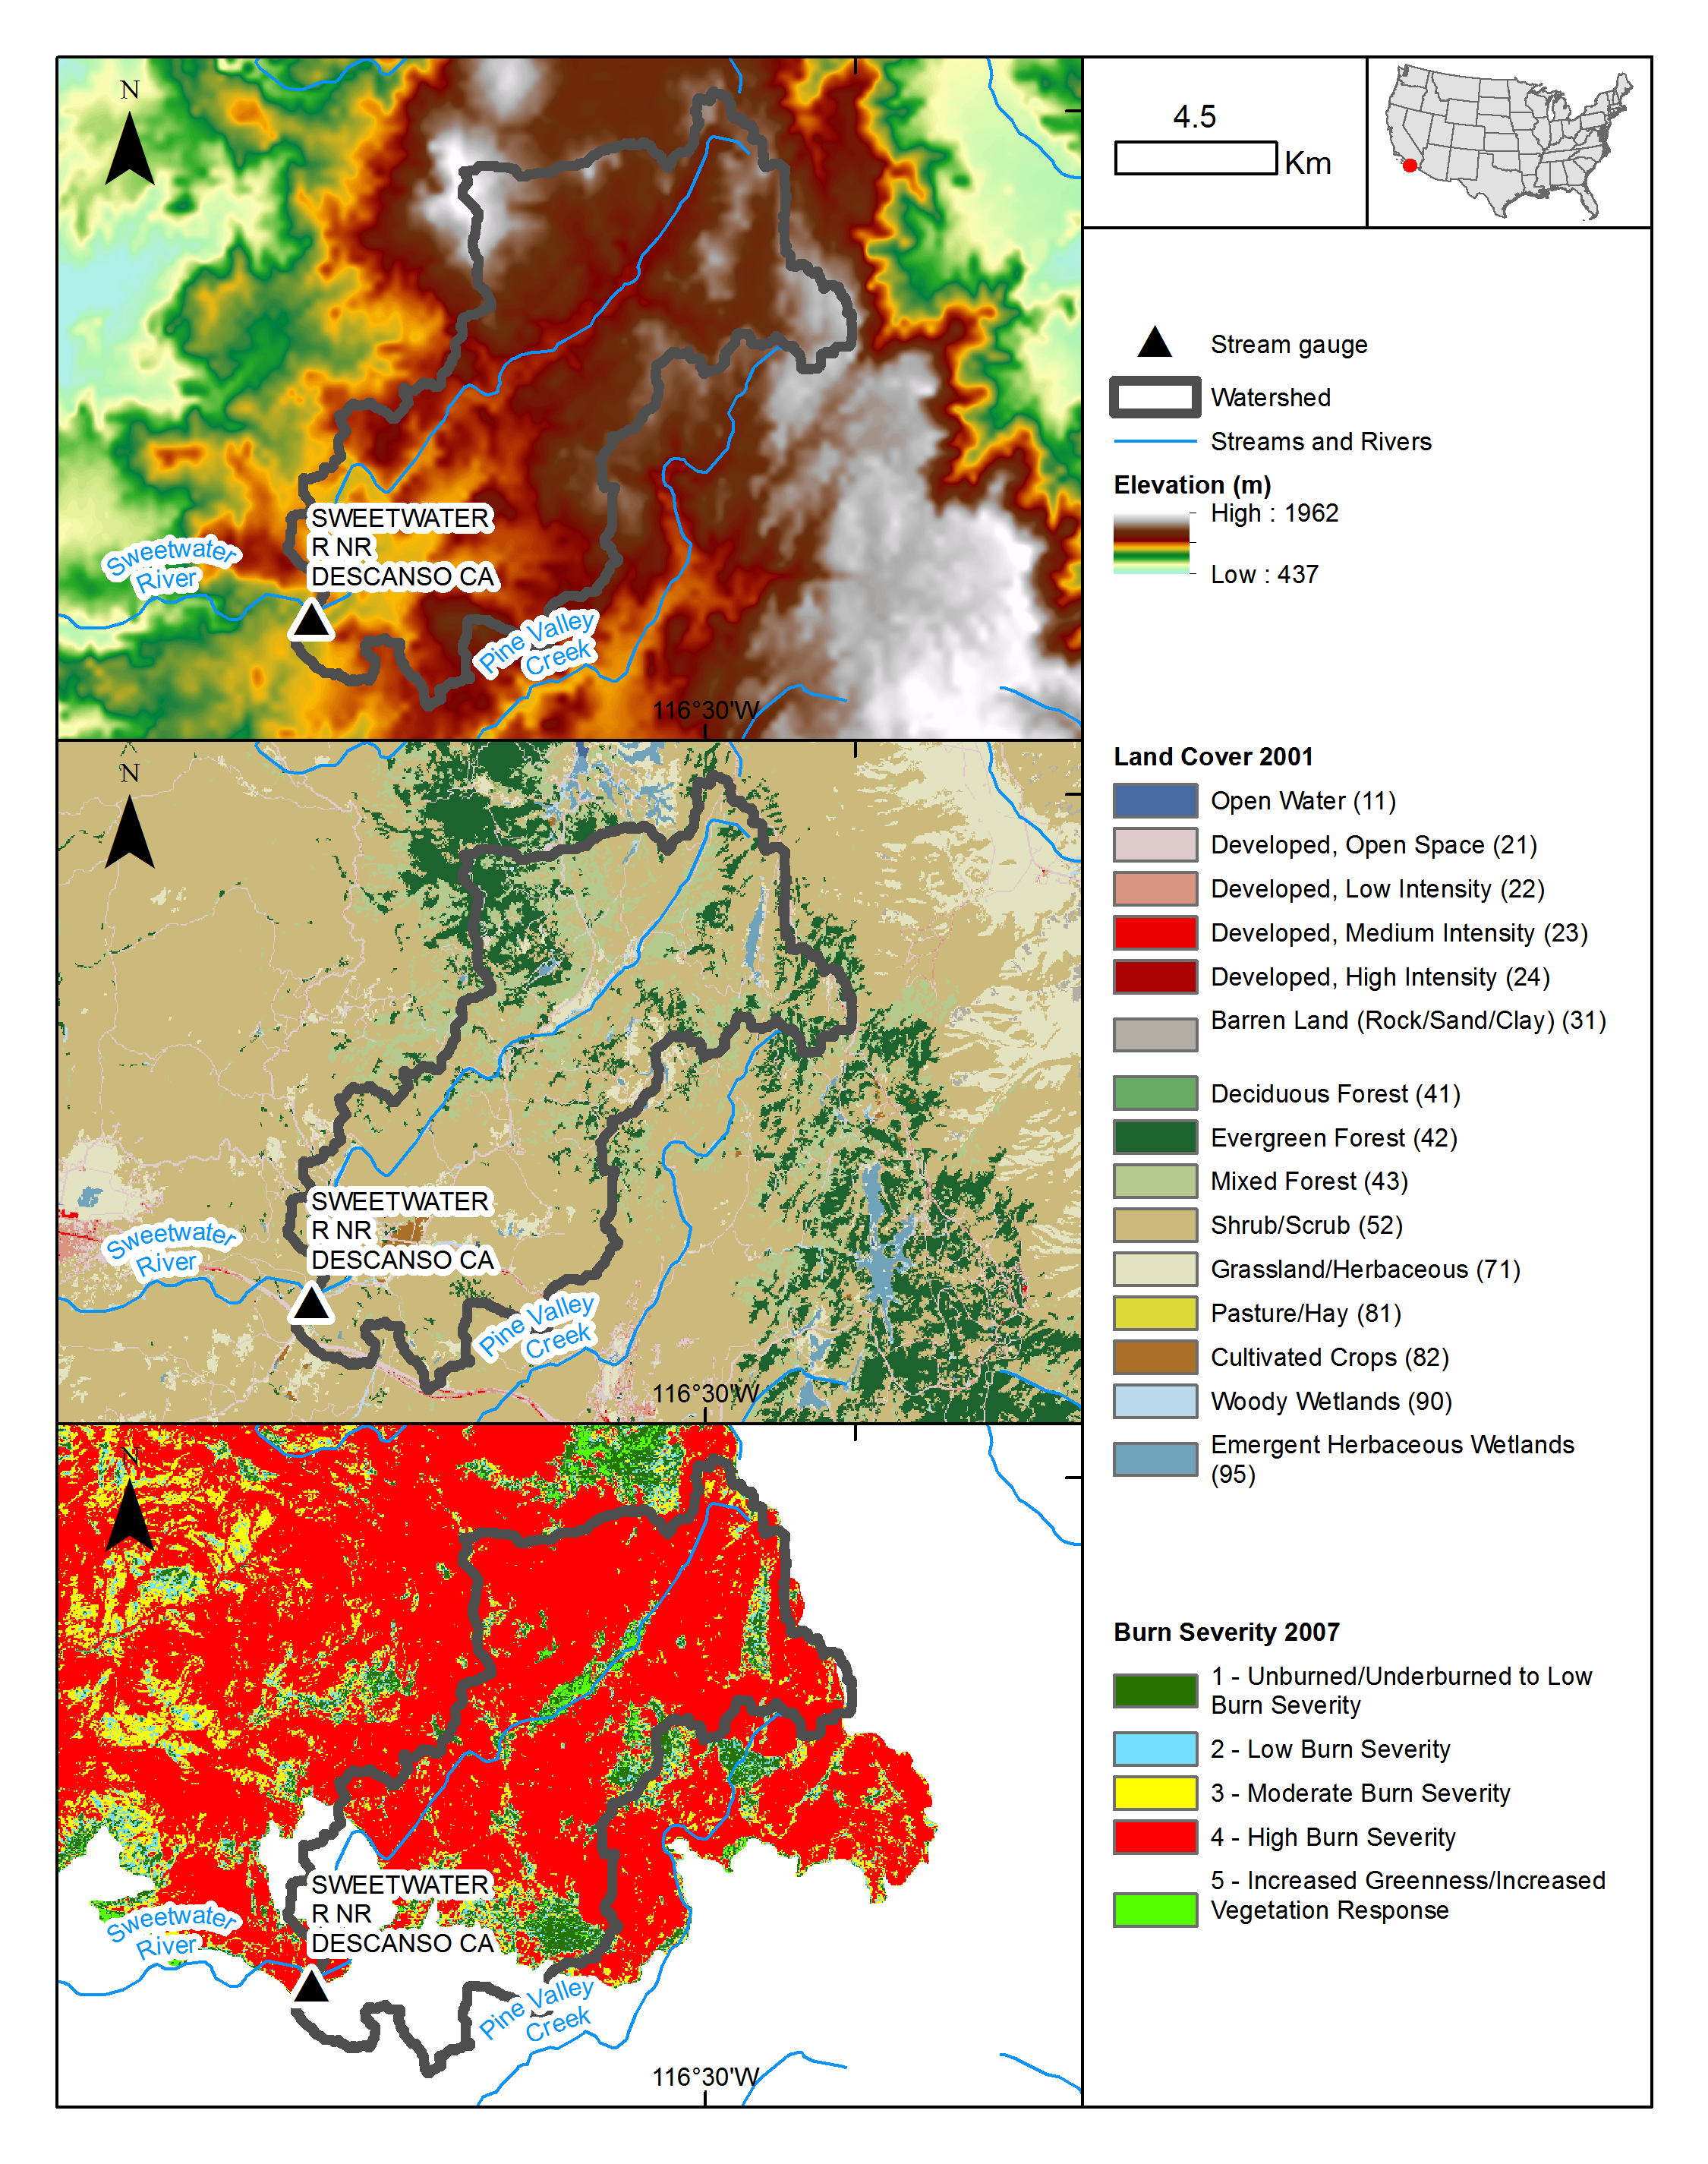 N
SWEETWATER
R NR
DESCANSO CA
Sweetwater
River
Pine Valley
Creek
116°30'W
N
SWEETWATER
R NR
DESCANSO CA
Sweetwater
River
Pine Valley
Creek
116°30'W
N
SWEETWATER
R NR
DESCANSO CA
Sweetwater
River
Pine Valley
Creek
116°30'W
4.5
Km
Stream gauge
Watershed
Streams and Rivers
Elevation (m)
High : 1962
Low : 437
Land Cover 2001
Open Water (11)
Developed, Open Space (21)
Developed, Low Intensity (22)
Developed, Medium Intensity (23)
Developed, High Intensity (24)
Barren Land (Rock/Sand/Clay) (31)
Deciduous Forest (41)
Evergreen Forest (42)
Mixed Forest (43)
Shrub/Scrub (52)
Grassland/Herbaceous (71)
Pasture/Hay (81)
Cultivated Crops (82)
Woody Wetlands (90)
Emergent Herbaceous Wetlands
(95)
Burn Severity 2007
1 - Unburned/Underburned to Low
Burn Severity
2 - Low Burn Severity
3 - Moderate Burn Severity
4 - High Burn Severity
5 - Increased Greenness/Increased
Vegetation Response